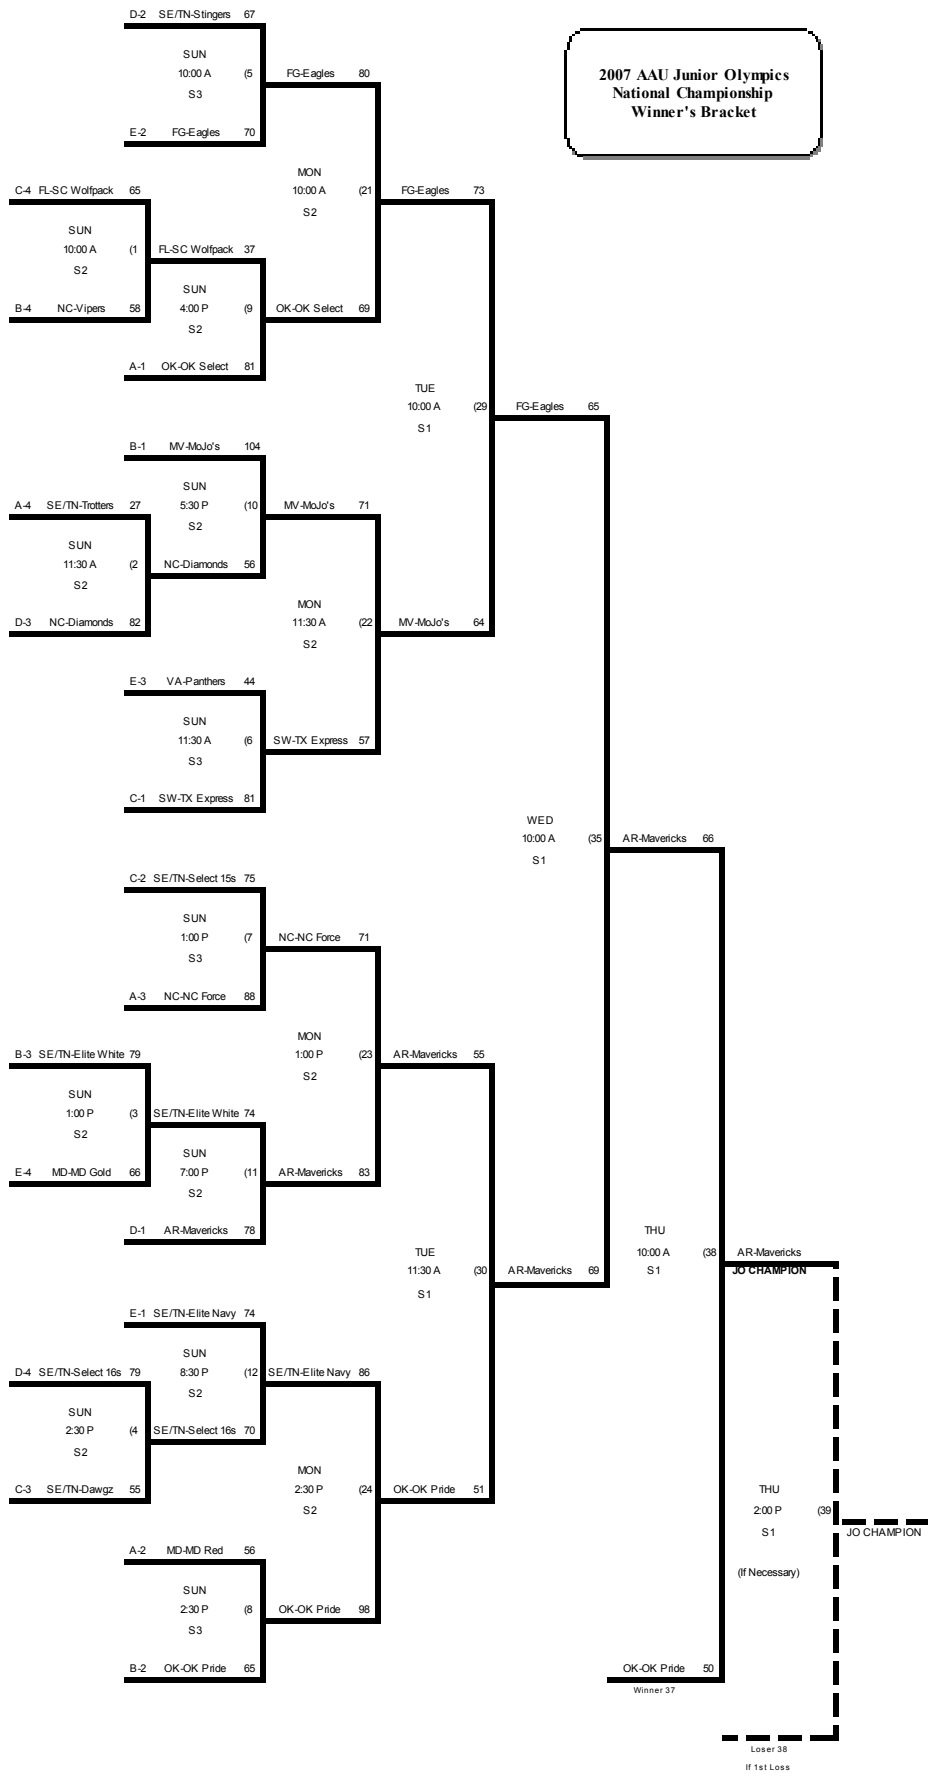 D-2 SE/TN-Stingers 67
SUN
10:00 A (5
S3
FG-Eagles 80
E-2 FG-Eagles 70
2007 AAU Junior Olympics
National Championship
Winner's Bracket
MON
10:00 A (21
S2
FG-Eagles 73
C-4 FL-SC Wolfpack 65
SUN
10:00 A (1
S2
FL-SC Wolfpack 37
B-4 NC-Vipers 58
SUN
4:00 P (9
S2
OK-OK Select 69
A-1 OK-OK Select 81
TUE
10:00 A (29
S1
FG-Eagles 65
B-1 MV-MoJo's 104
SUN
5:30 P (10
S2
MV-MoJo's 71
A-4 SE/TN-Trotters 27
SUN
11:30 A (2
S2
NC-Diamonds 56
D-3 NC-Diamonds 82
MON
11:30 A (22
S2
MV-MoJo's 64
E-3 VA-Panthers 44
SUN
11:30 A (6
S3
SW-TX Express 57
C-1 SW-TX Express 81
WED
10:00 A (35
S1
AR-Mavericks 66
C-2 SE/TN-Select 15s 75
SUN
1:00 P (7
S3
NC-NC Force 71
A-3 NC-NC Force 88
MON
1:00 P (23
S2
AR-Mavericks 55
B-3 SE/TN-Elite White 79
SUN
1:00 P (3
S2
SE/TN-Elite White 74
E-4 MD-MD Gold 66
SUN
7:00 P (11
S2
AR-Mavericks 83
D-1 AR-Mavericks 78
TUE
11:30 A (30
S1
AR-Mavericks 69
THU
10:00 A (38
S1
AR-Mavericks
JO CHAMPION
E-1 SE/TN-Elite Navy 74
SUN
8:30 P (12
S2
SE/TN-Elite Navy 86
D-4 SE/TN-Select 16s 79
SUN
2:30 P (4
S2
SE/TN-Select 16s 70
C-3 SE/TN-Dawgz 55
MON
2:30 P (24
S2
OK-OK Pride 51
A-2 MD-MD Red 56
SUN
2:30 P (8
S3
OK-OK Pride 98
B-2 OK-OK Pride 65
THU
2:00 P (39
S1
(If Necessary)
JO CHAMPION
OK-OK Pride 50
Winner 37
Loser 38
If 1st Loss